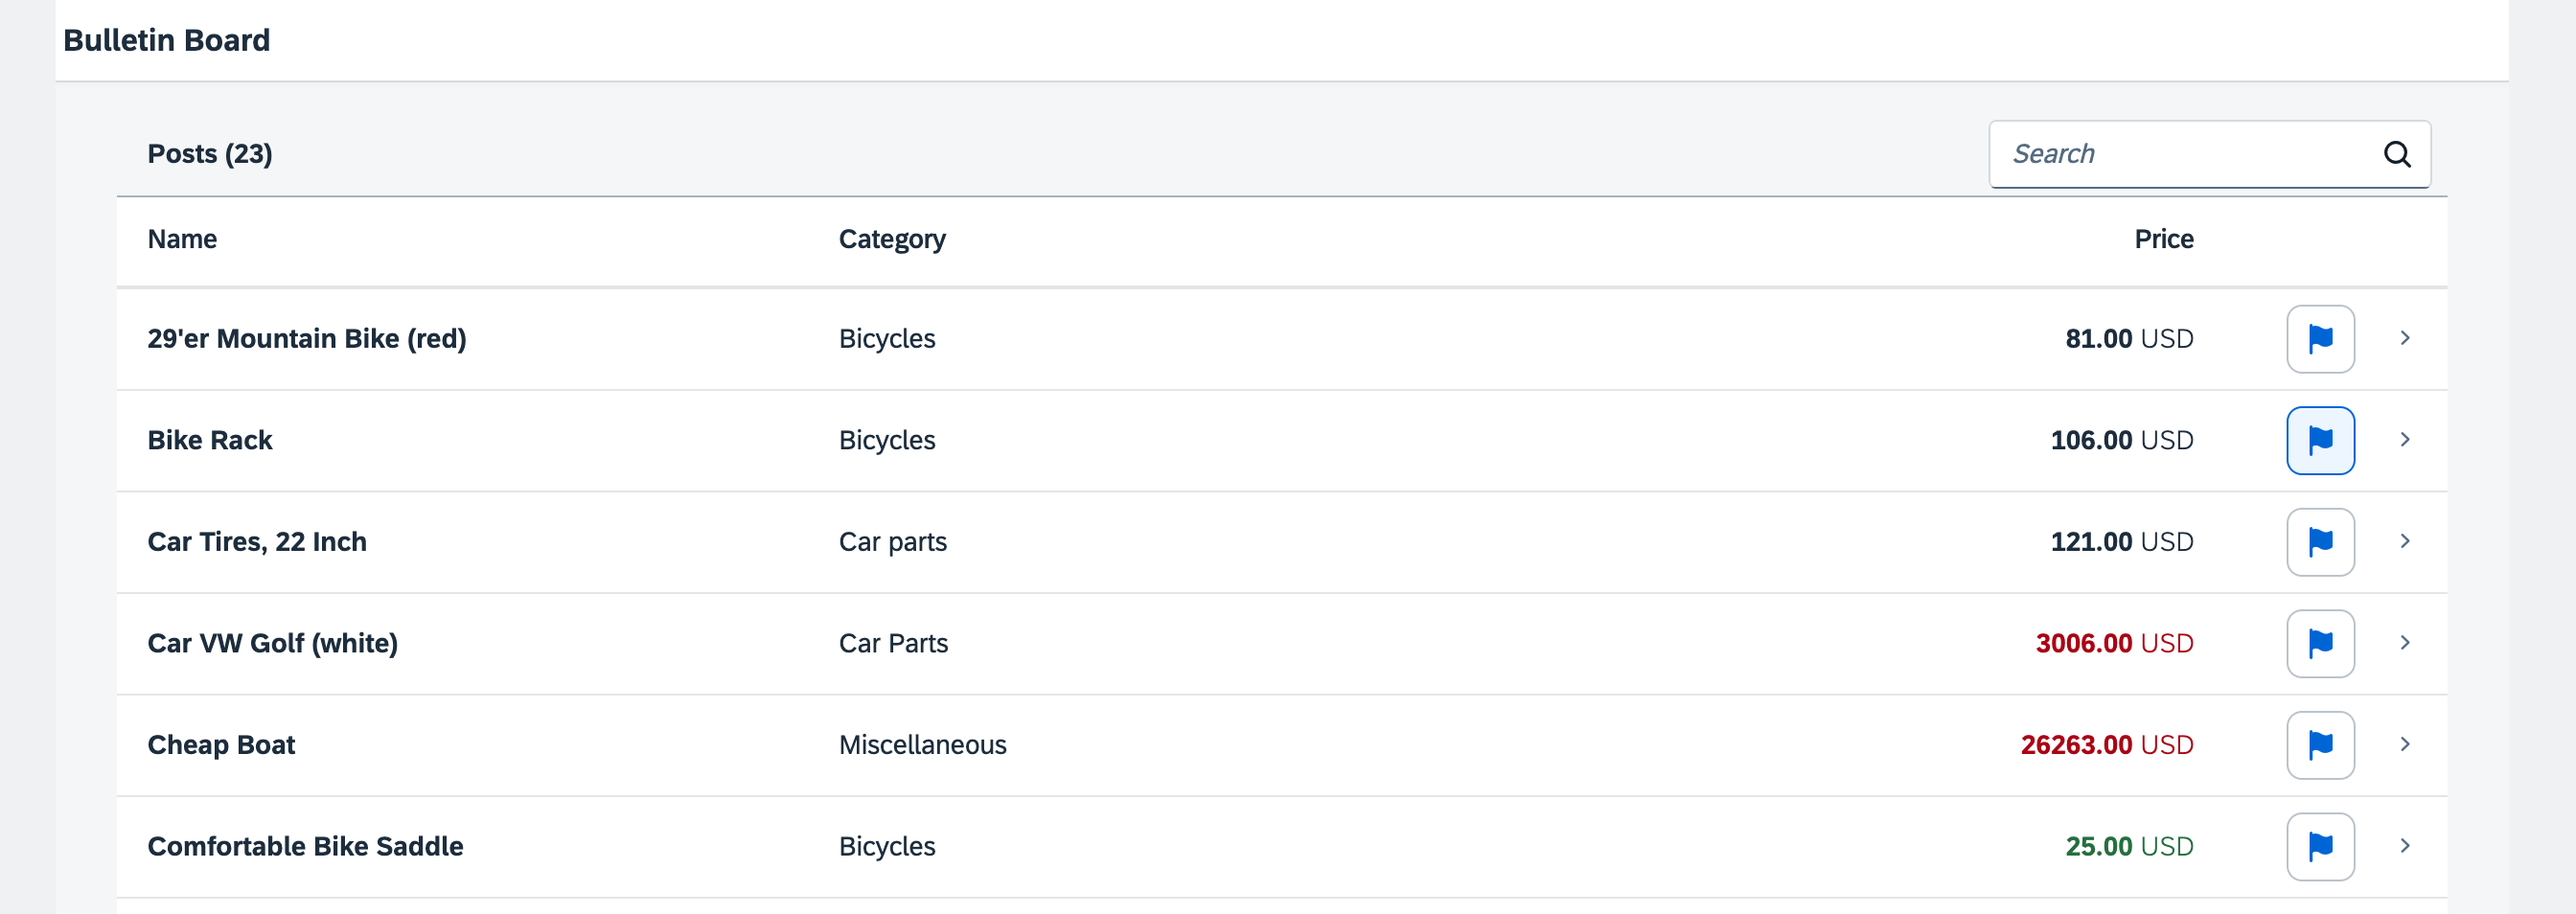 Bulletin Board
Posts (23)
Search
Name Category Price
29'er Mountain Bike (red) Bicycles 81.00 USD
Bike Rack Bicycles 106.00 USD
Car Tires, 22 Inch Car parts 121.00 USD
Car VW Golf (white) Car Parts 3006.00 USD
Cheap Boat Miscellaneous 26263.00 USD
Comfortable Bike Saddle Bicycles 25.00 USD